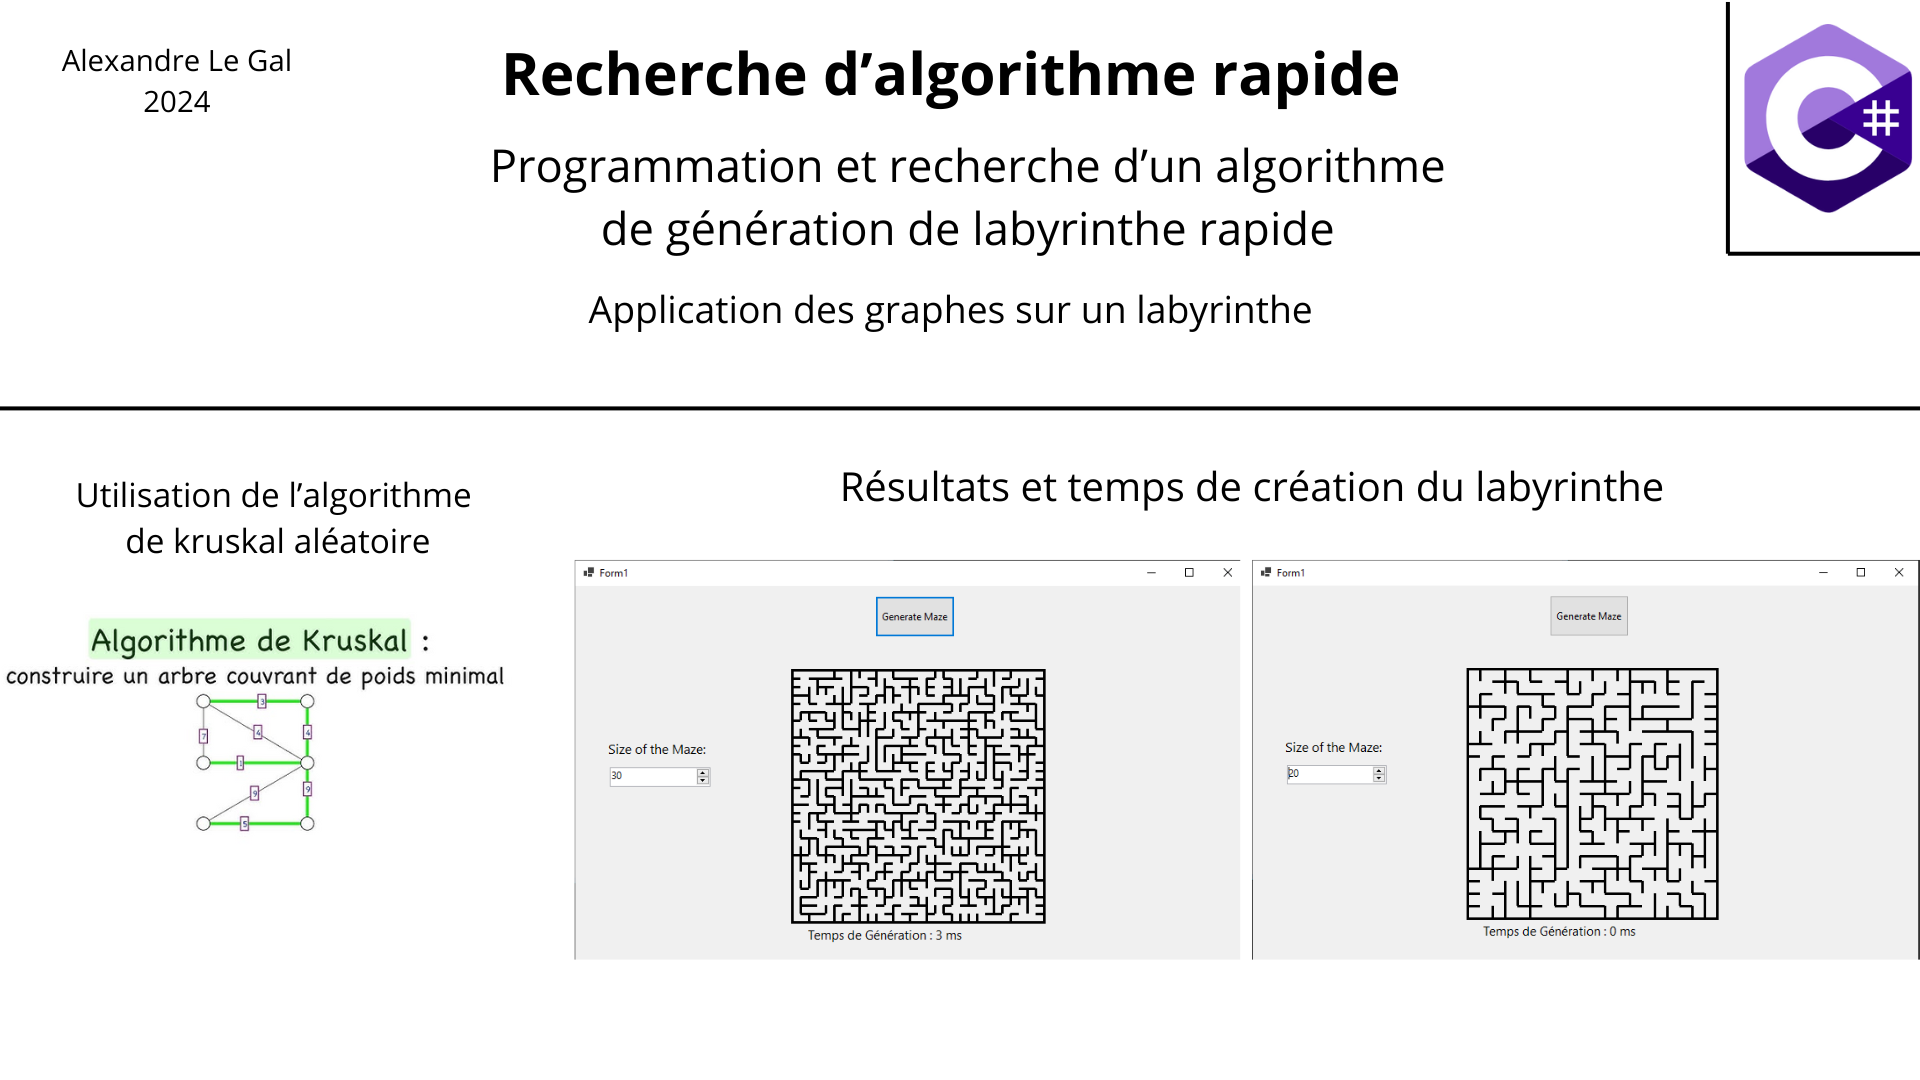 Alexandre Le Gal
2024
Recherche d’algorithme rapide
Programmation et recherche d’un algorithme
de génération de labyrinthe rapide
Application des graphes sur un labyrinthe
#
Utilisation de l’algorithme
de kruskal aléatoire
Algorithme de Kruskal :
construire un arbre couvrant de poids minimal
3
7
4
4
1
9
9
5
Résultats et temps de création du labyrinthe
Form1
Generate Maze
Size of the Maze:
30
Temps de Génération : 3 ms
Form1
Generate Maze
Size of the Maze:
20
Temps de Génération : 0 ms